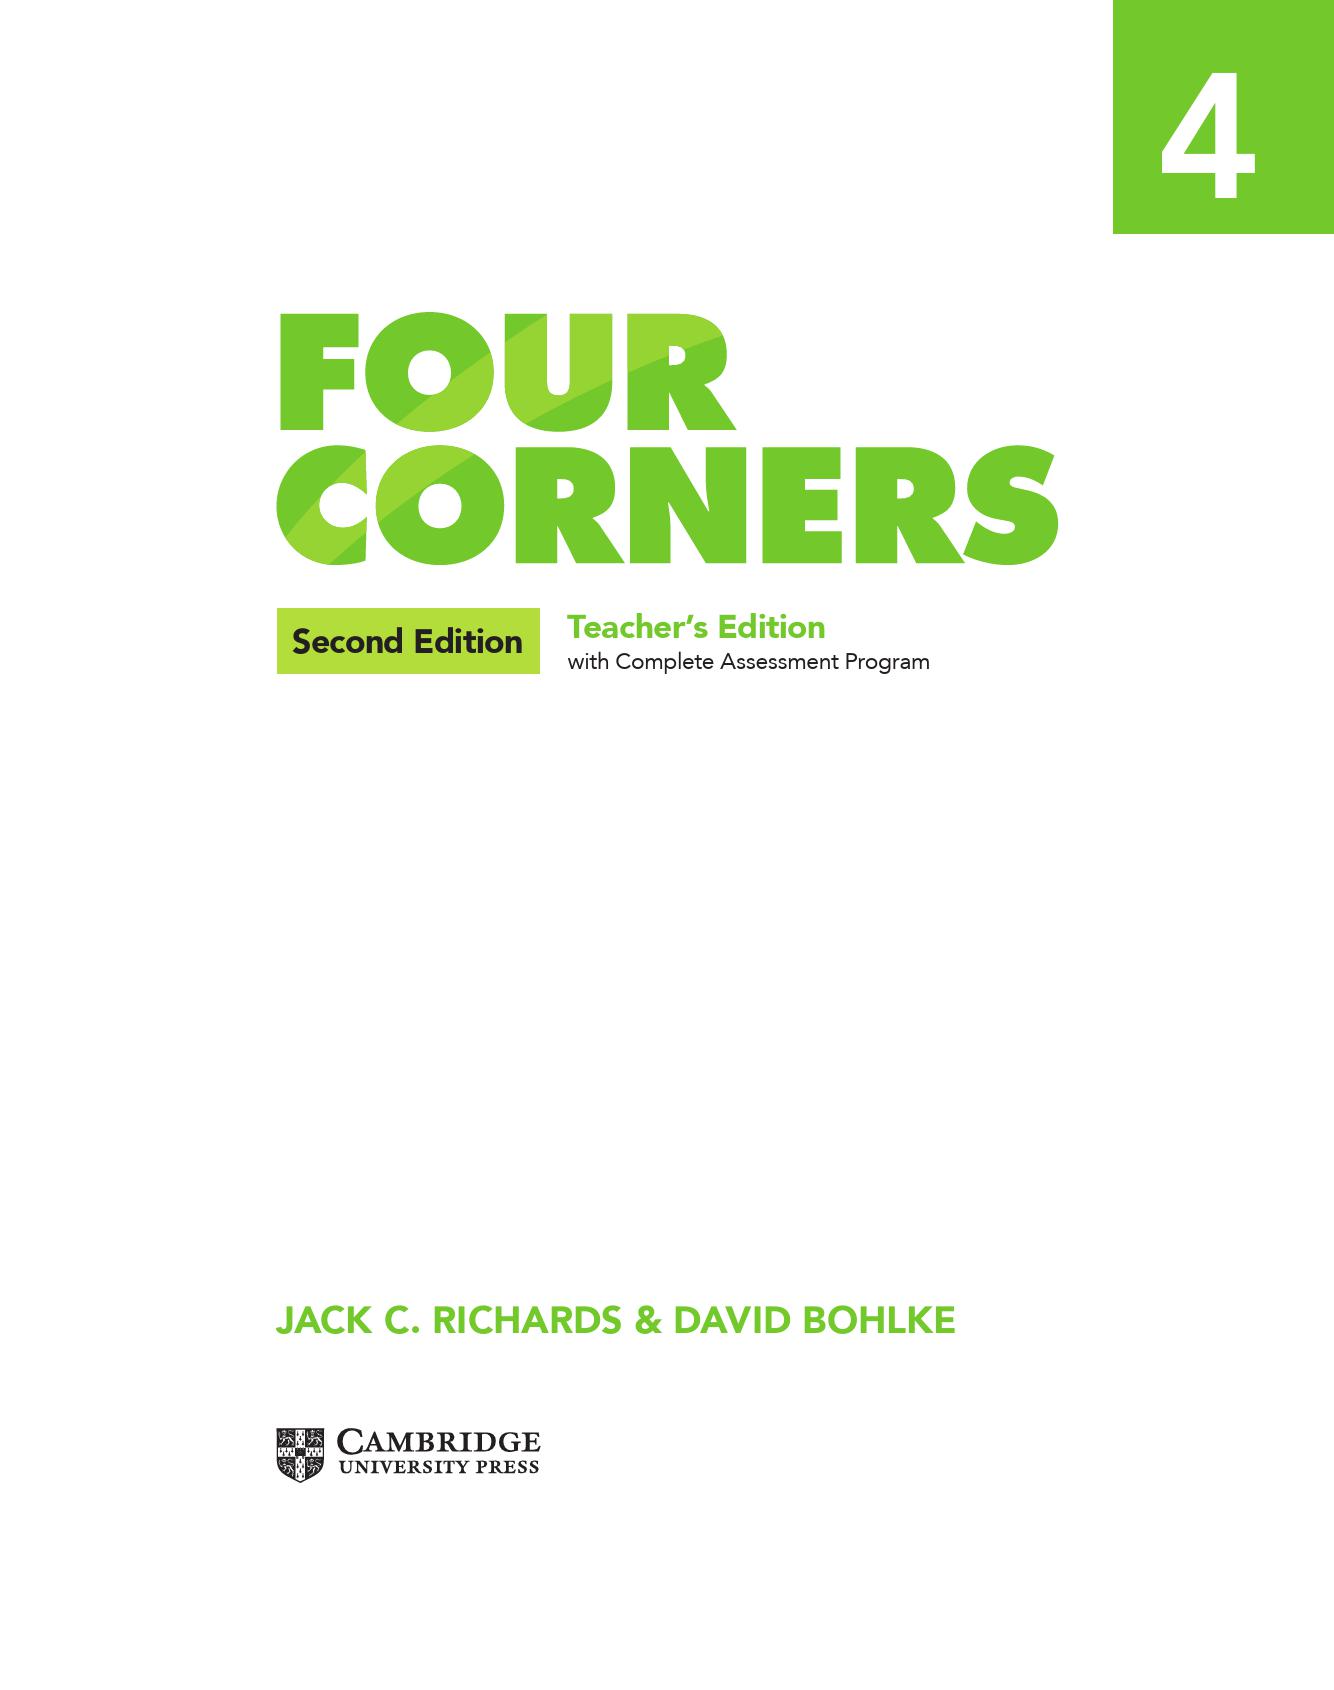 4
FOUR
CORNERS
Second Edition
Teacher's Edition
with Complete Assessment Program
JACK C. RICHARDS & DAVID BOHLKE
CAMBRIDGE
UNIVERSITY PRESS